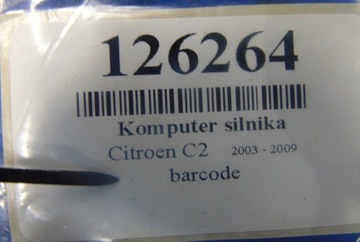 126264
Komputer silnika
Citroen C2 2003 - 2009
barcode